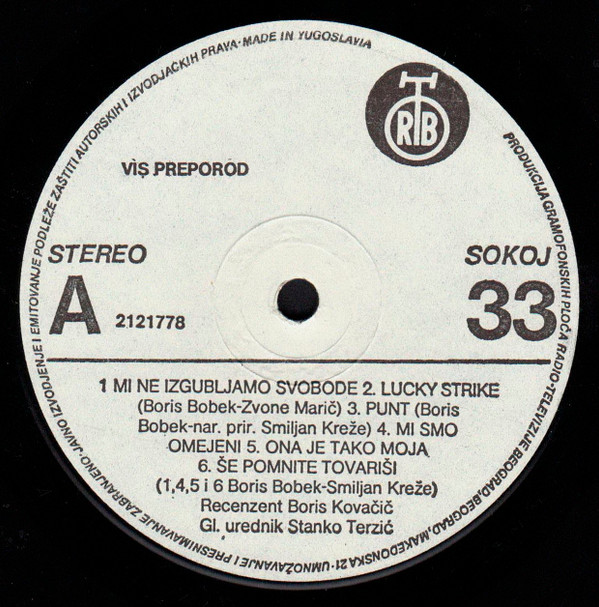 PRODUKCIJA GRAMOFONSKIH PLOČA RADIO-TELEVIZIJE BEOGRAD, BEOGRAD, MAKEDONSKA 21 · UMNOŽAVANJE I PRESNIMAVANJE ZABRANJENO · JAVNO IZVODJENJE I EMITOVANJE PODLEŽE ZAŠTITI AUTORSKIH I IZVODJAČKIH PRAVA · MADE IN YUGOSLAVIA
RTB
VIS PREPOROD
STEREO
SOKOJ
A
2121778
33
1 MI NE IZGUBLJAMO SVOBODE 2. LUCKY STRIKE
(Boris Bobek-Zvone Marič) 3. PUNT (Boris
Bobek-nar. prir. Smiljan Kreže) 4. MI SMO
OMEJENI 5. ONA JE TAKO MOJA
6. ŠE POMNITE TOVARIŠI
(1,4,5 i 6 Boris Bobek-Smiljan Kreže)
Recenzent Boris Kovačič
Gl. urednik Stanko Terzić